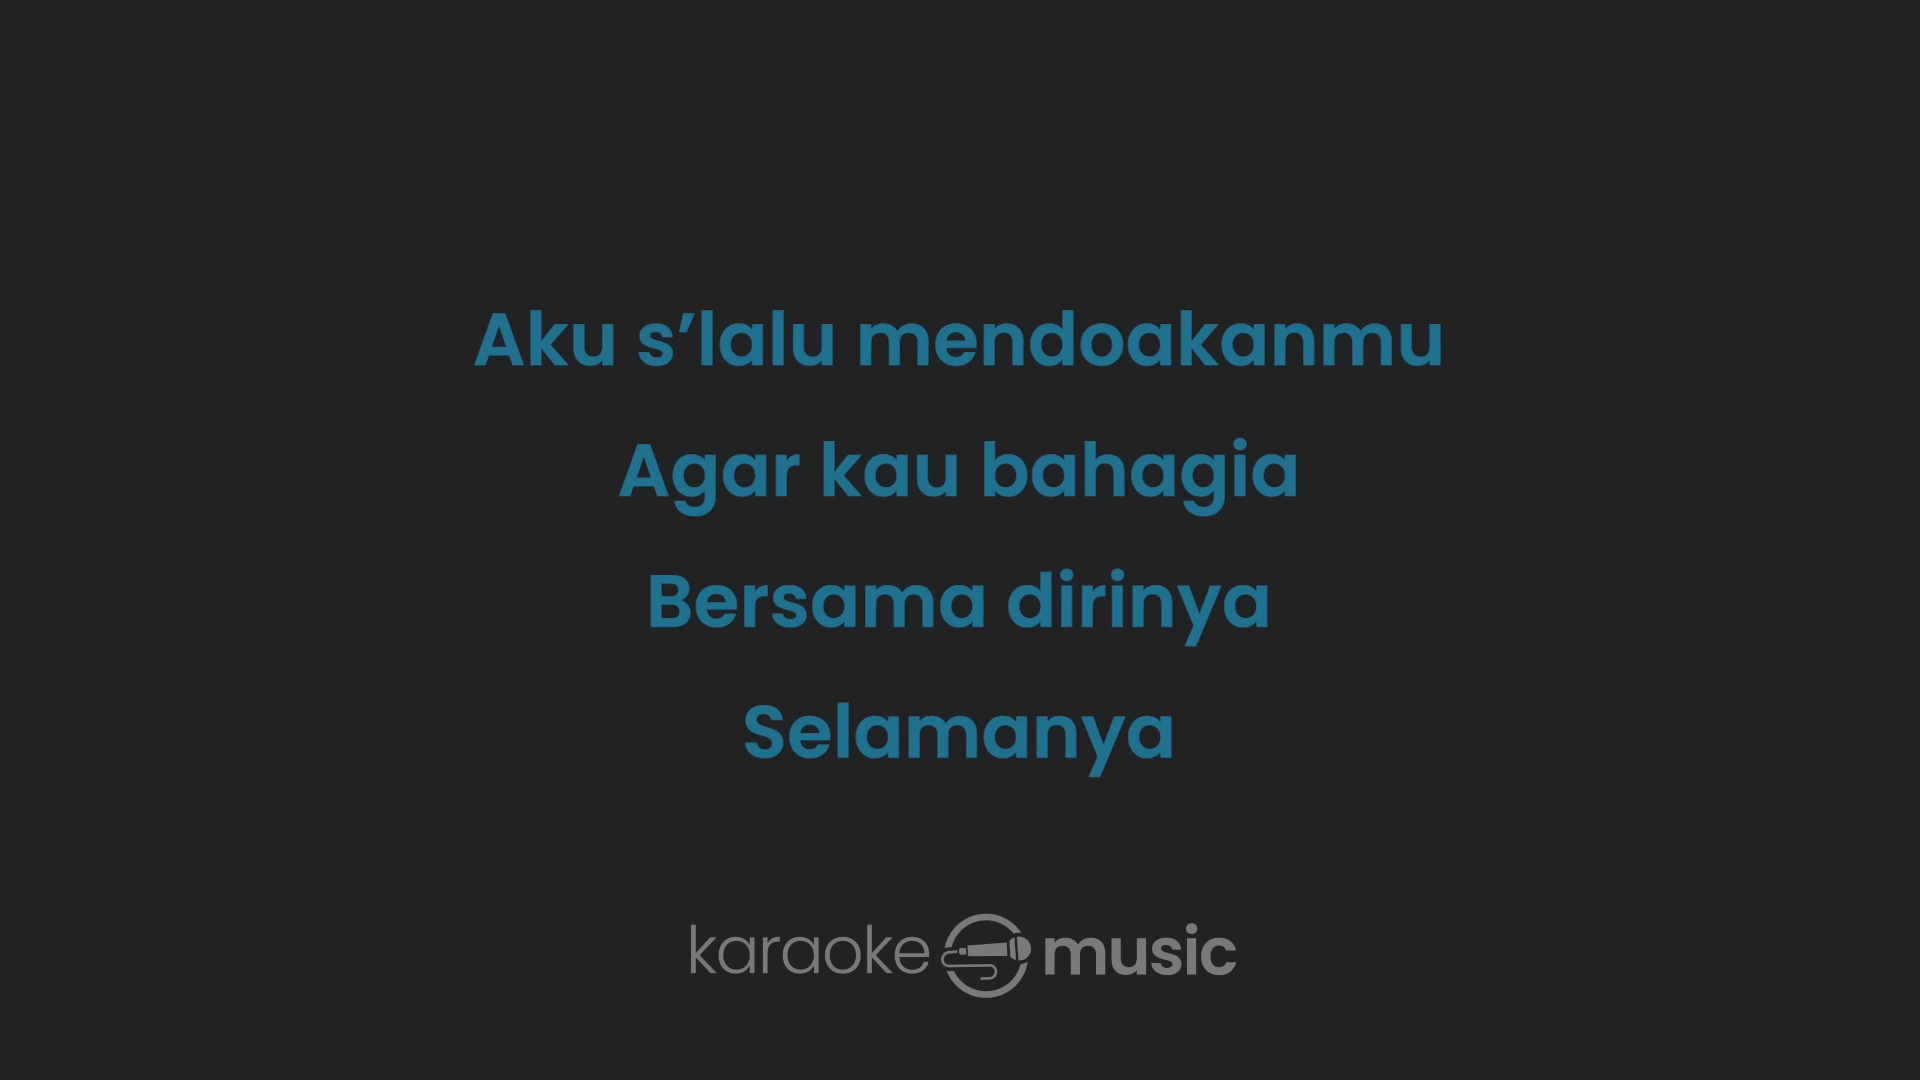 Aku s’lalu mendoakanmu
Agar kau bahagia
Bersama dirinya
Selamanya
karaoke music